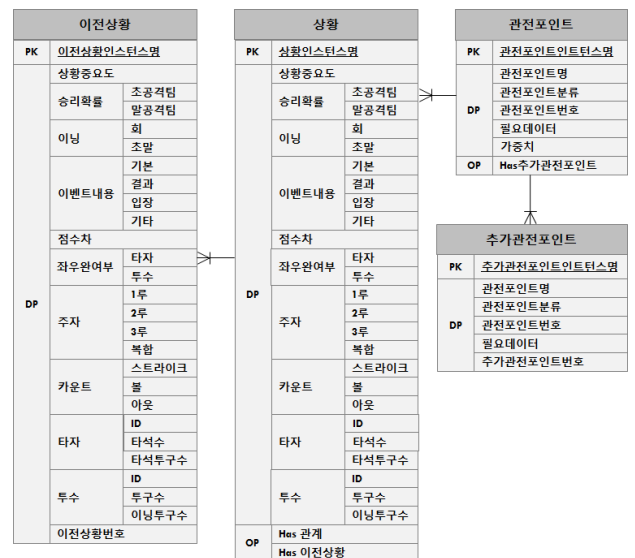 이전상황
PK 이전상황인스턴스명
DP
상황중요도
승리확률 초공격팀
말공격팀
이닝 회
초말
이벤트내용 기본
결과
입장
기타
점수차
좌우완여부 타자
투수
주자 1루
2루
3루
복합
카운트 스트라이크
볼
아웃
타자 ID
타석수
타석투구수
투수 ID
투구수
이닝투구수
이전상황번호
상황
PK 상황인스턴스명
DP
상황중요도
승리확률 초공격팀
말공격팀
이닝 회
초말
이벤트내용 기본
결과
입장
기타
점수차
좌우완여부 타자
투수
주자 1루
2루
3루
복합
카운트 스트라이크
볼
아웃
타자 ID
타석수
타석투구수
투수 ID
투구수
이닝투구수
OP Has 관계
Has 이전상황
관전포인트
PK 관전포인트인트턴스명
DP
관전포인트명
관전포인트분류
관전포인트번호
필요데이터
가중치
OP Has추가관전포인트
추가관전포인트
PK 추가관전포인트인트턴스명
DP
관전포인트명
관전포인트분류
관전포인트번호
필요데이터
추가관전포인트번호